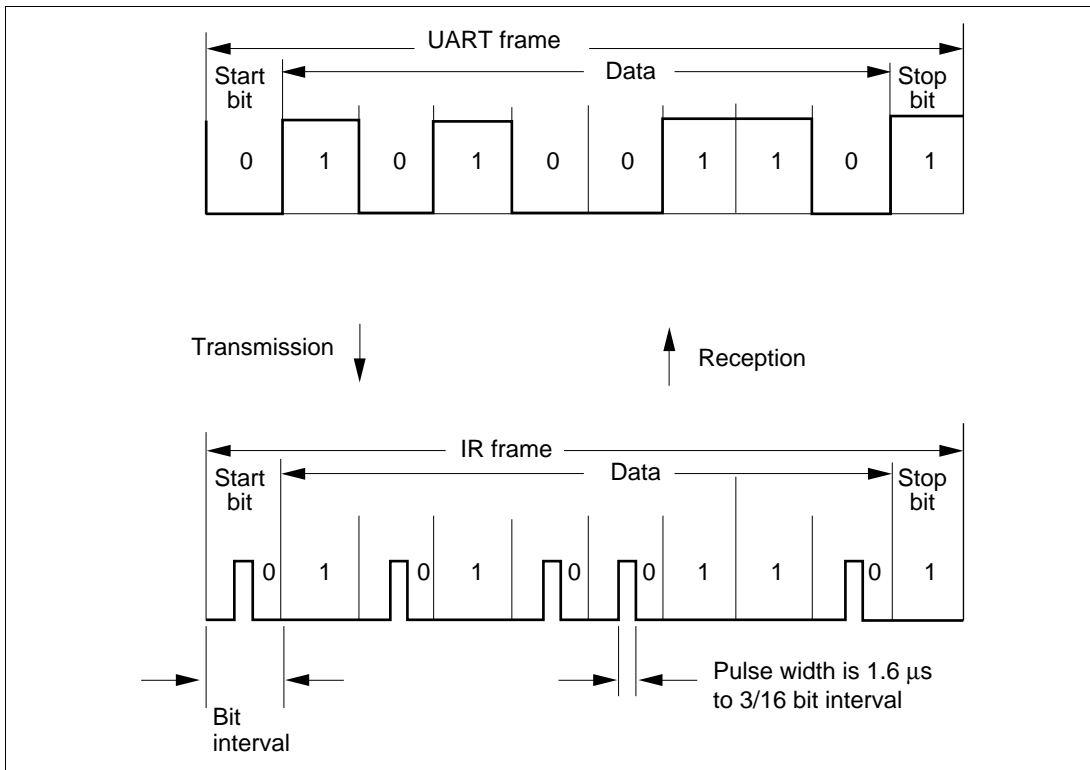 UART frame
Start
bit
Data
Stop
bit
0 1 0 1 0 0 1 1 0 1
Transmission
Reception
IR frame
Start
bit
Data
Stop
bit
0 1 0 1 0 0 1 1 0 1
Bit
interval
Pulse width is 1.6 μs
to 3/16 bit interval